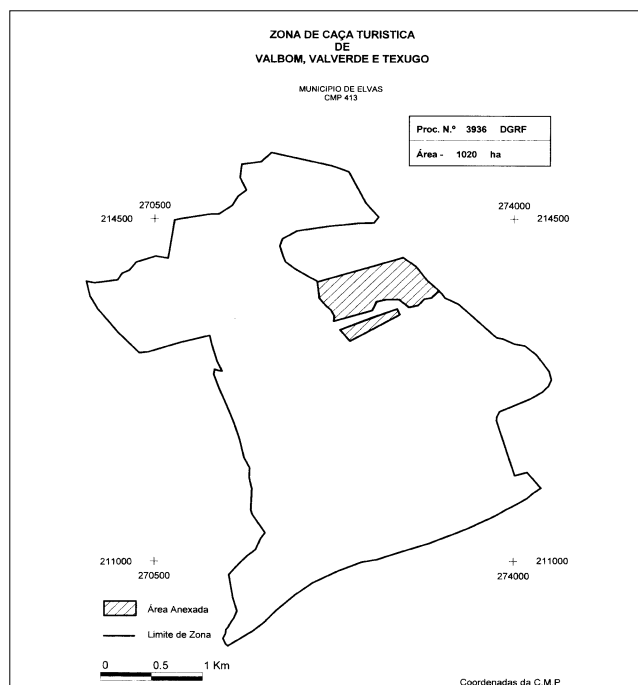 ZONA DE CAÇA TURISTICA
DE
VALBOM, VALVERDE E TEXUGO
MUNICIPIO DE ELVAS
CMP 413
Proc. N.º 3936 DGRF
Área - 1020 ha
270500
214500
274000
214500
211000
270500
211000
274000
Área Anexada
Limite de Zona
0 0.5 1 Km
Coordenadas da C.M.P